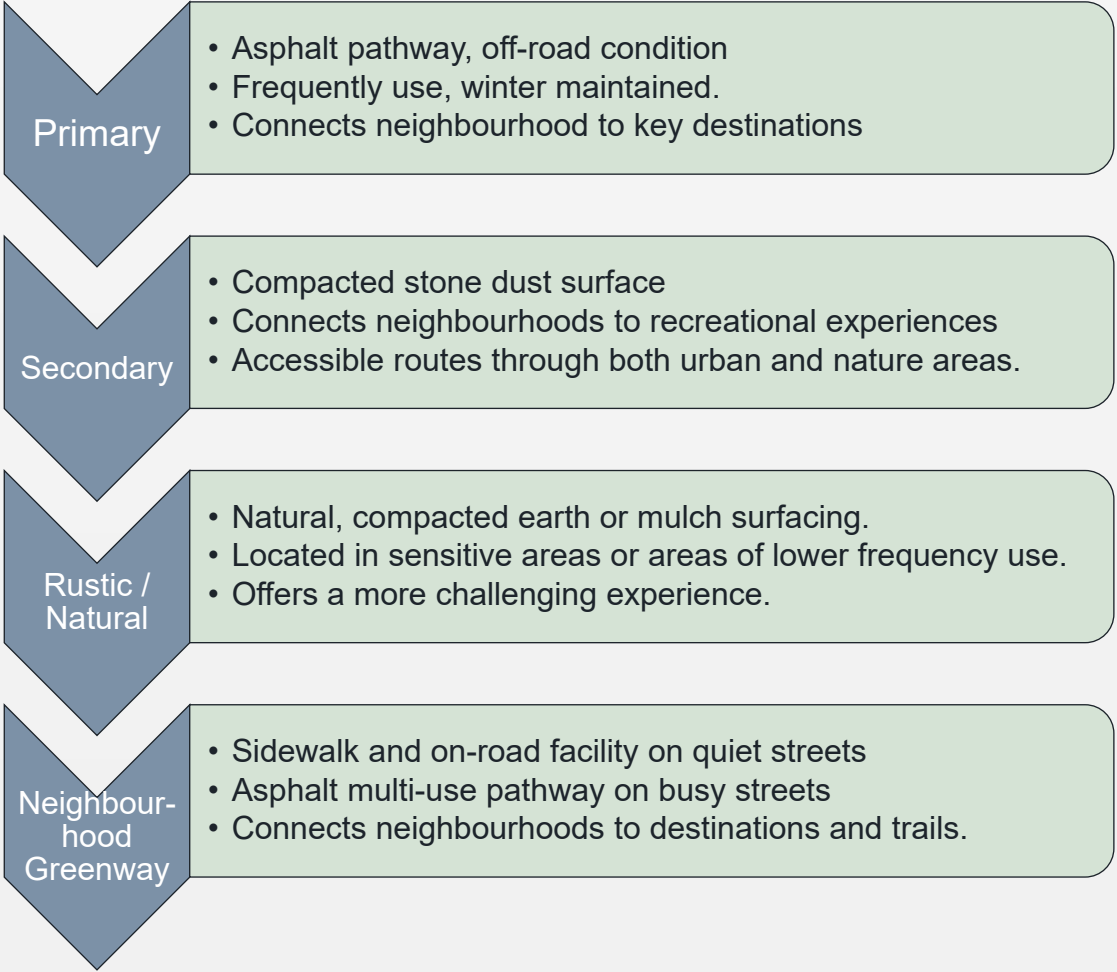 Primary
• Asphalt pathway, off-road condition
• Frequently use, winter maintained.
• Connects neighbourhood to key destinations
Secondary
• Compacted stone dust surface
• Connects neighbourhoods to recreational experiences
• Accessible routes through both urban and nature areas.
Rustic /
Natural
• Natural, compacted earth or mulch surfacing.
• Located in sensitive areas or areas of lower frequency use.
• Offers a more challenging experience.
Neighbour-
hood
Greenway
• Sidewalk and on-road facility on quiet streets
• Asphalt multi-use pathway on busy streets
• Connects neighbourhoods to destinations and trails.